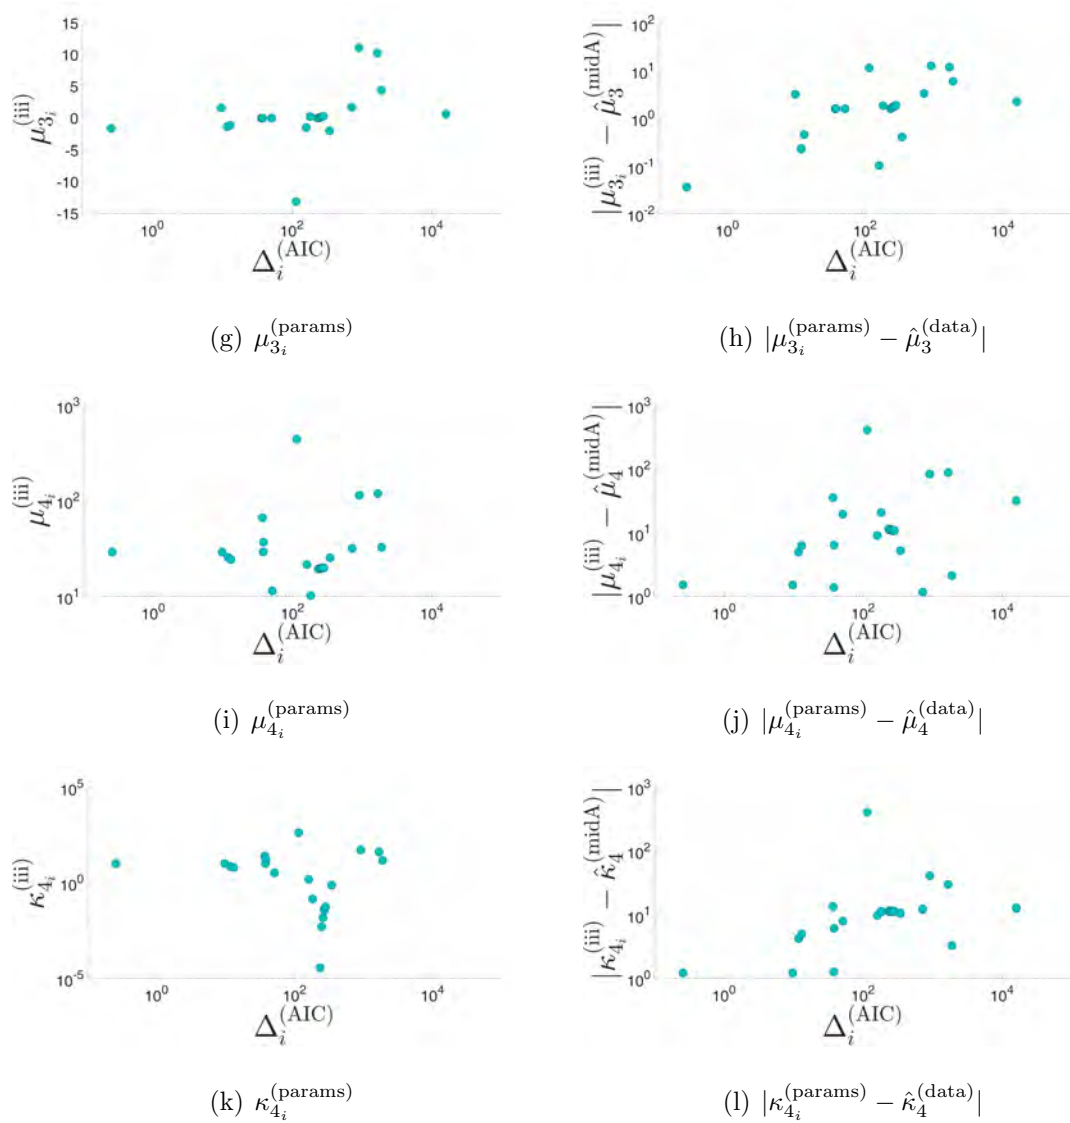 15
10
5
0
-5
-10
-15
μ_{3_i}^{(iii)}
10^0 10^2 10^4
Δ_i^{(AIC)}
(g) μ_{3_i}^{(params)}
10^2
10^1
10^0
10^{-1}
10^{-2}
|μ_{3_i}^{(iii)} − μ̂_3^{(midA)}|
10^0 10^2 10^4
Δ_i^{(AIC)}
(h) |μ_{3_i}^{(params)} − μ̂_3^{(data)}|
10^3
10^2
10^1
μ_{4_i}^{(iii)}
10^0 10^2 10^4
Δ_i^{(AIC)}
(i) μ_{4_i}^{(params)}
10^3
10^2
10^1
10^0
|μ_{4_i}^{(iii)} − μ̂_4^{(midA)}|
10^0 10^2 10^4
Δ_i^{(AIC)}
(j) |μ_{4_i}^{(params)} − μ̂_4^{(data)}|
10^5
10^0
10^{-5}
κ_{4_i}^{(iii)}
10^0 10^2 10^4
Δ_i^{(AIC)}
(k) κ_{4_i}^{(params)}
10^3
10^2
10^1
10^0
|κ_{4_i}^{(iii)} − κ̂_4^{(midA)}|
10^0 10^2 10^4
Δ_i^{(AIC)}
(l) |κ_{4_i}^{(params)} − κ̂_4^{(data)}|